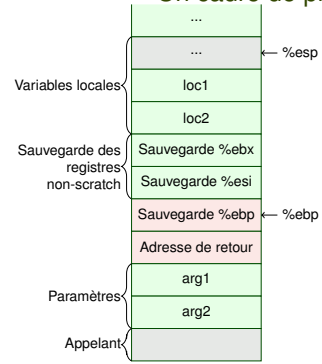 ...
... ← %esp
Variables locales
loc1
loc2
Sauvegarde des
registres
non-scratch
Sauvegarde %ebx
Sauvegarde %esi
Sauvegarde %ebp ← %ebp
Adresse de retour
Paramètres
arg1
arg2
Appelant